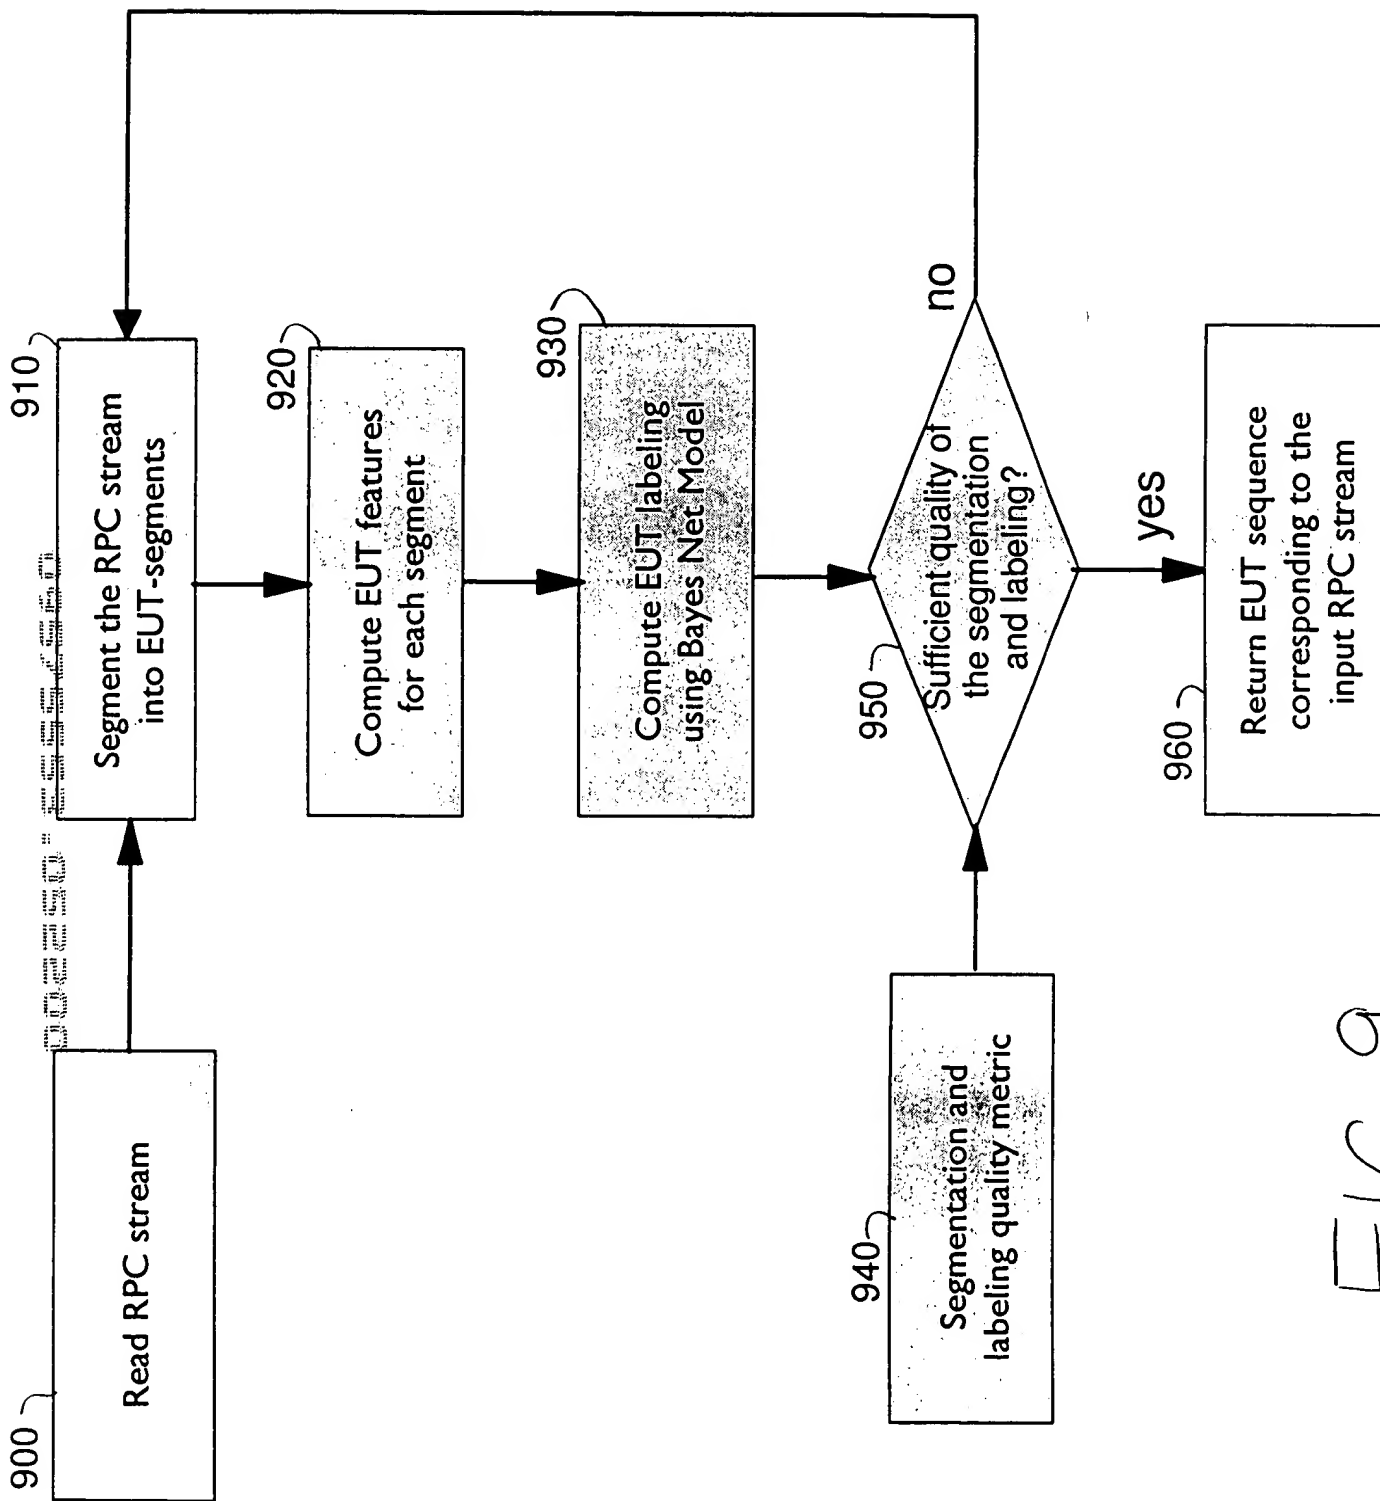 900
Read RPC stream
910
Segment the RPC stream
into EUT-segments
920
Compute EUT features
for each segment
930
Compute EUT labeling
using Bayes Net Model
940
Segmentation and
labeling quality metric
950
Sufficient quality of
the segmentation
and labeling?
no
yes
960
Return EUT sequence
corresponding to the
input RPC stream
FIG 9